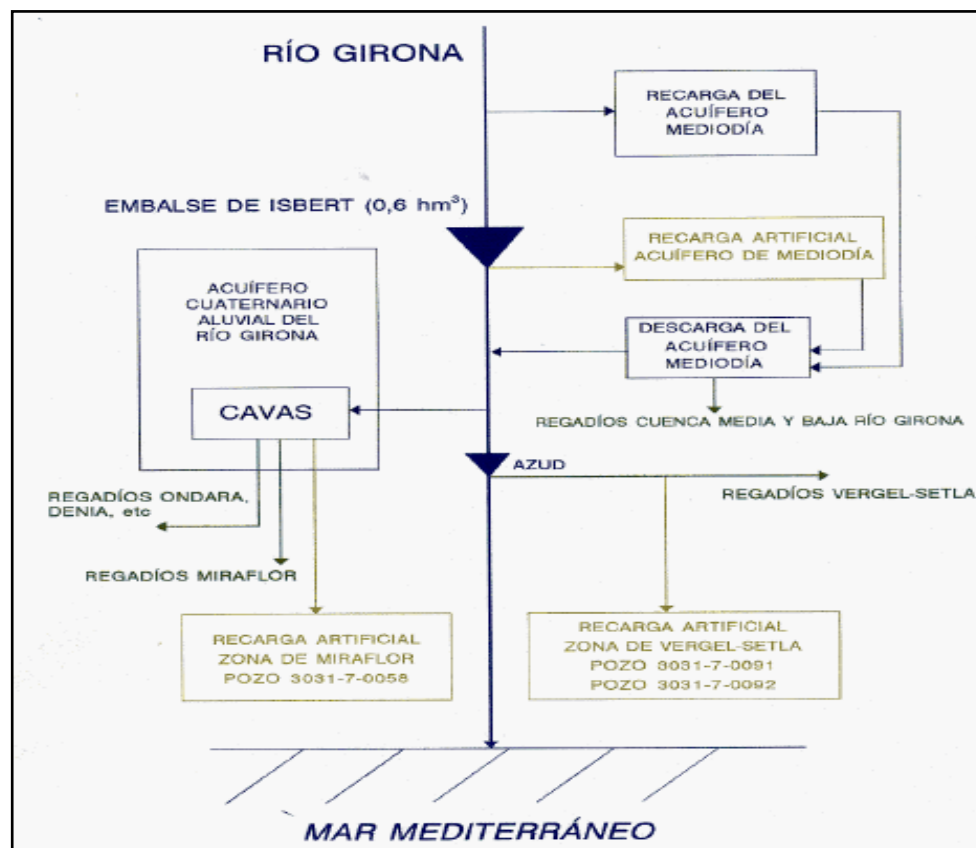 RÍO GIRONA
RECARGA DEL
ACUÍFERO
MEDIODÍA
EMBALSE DE ISBERT (0,6 hm³)
RECARGA ARTIFICIAL
ACUÍFERO DE MEDIODÍA
ACUÍFERO
CUATERNARIO
ALUVIAL DEL
RÍO GIRONA
DESCARGA DEL
ACUÍFERO
MEDIODÍA
CAVAS
REGADÍOS CUENCA MEDIA Y BAJA RÍO GIRONA
AZUD
REGADÍOS VERGEL-SETLA
REGADÍOS ONDARA,
DENIA, etc
REGADÍOS MIRAFLOR
RECARGA ARTIFICIAL
ZONA DE MIRAFLOR
POZO 3031-7-0058
RECARGA ARTIFICIAL
ZONA DE VERGEL-SETLA
POZO 3031-7-0091
POZO 3031-7-0092
MAR MEDITERRÁNEO